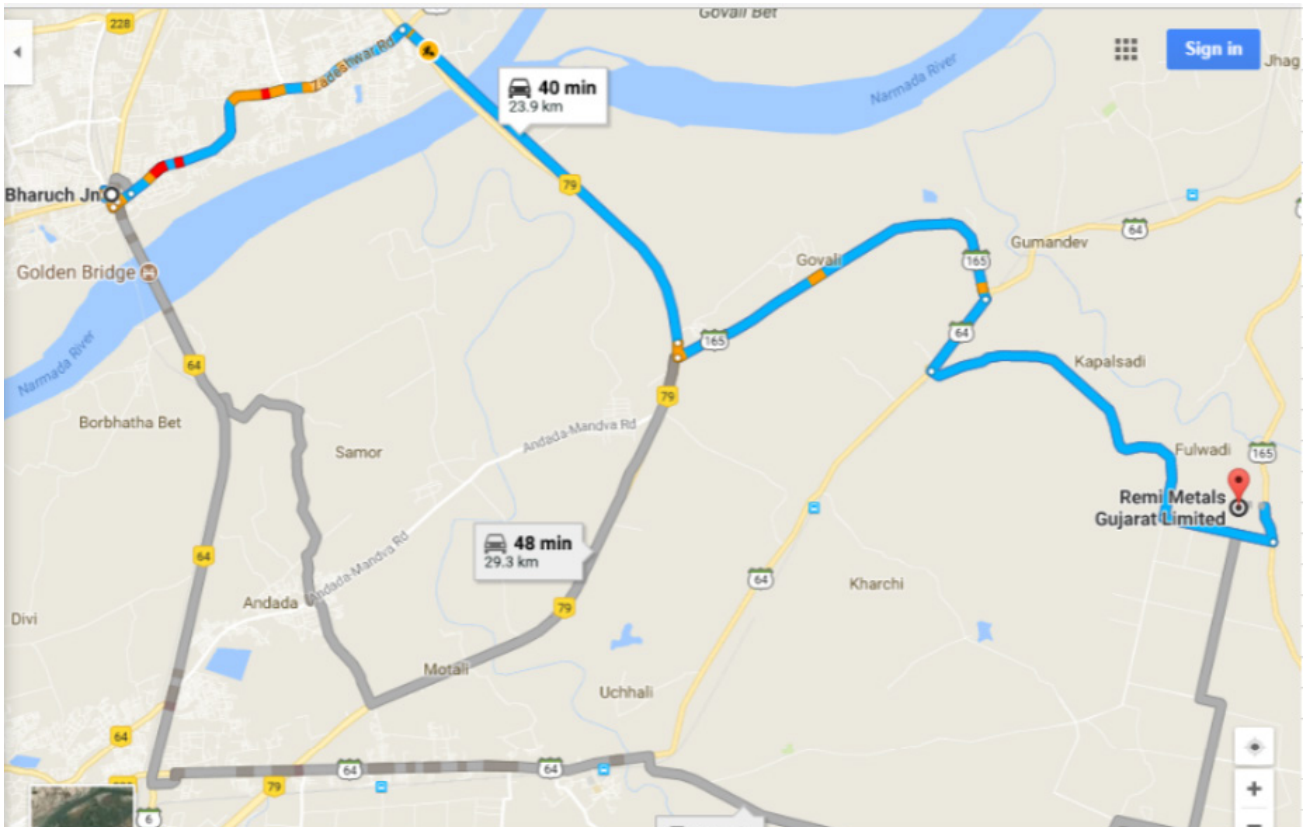 228
Govali Bet
Sign in
Jhag
Zadeshwar Rd
40 min
23.9 km
Narmada River
79
Bharuch Jn.
64
Gumandev
Govali
165
Golden Bridge
165
64
Kapalsadi
64
Narmada River
79
Borbhatha Bet
Andada-Mandva Rd
Samor
Fulwadi
165
Remi Metals
Gujarat Limited
48 min
29.3 km
64
64
Kharchi
Andada-Mandva Rd
Andada
79
Divi
Motali
Uchhali
64
64
64
79
6